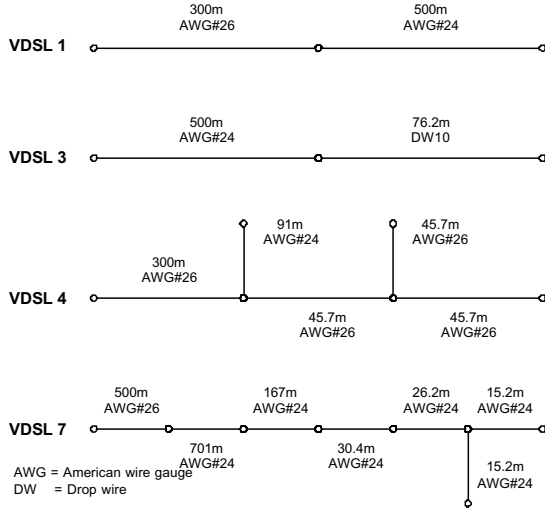 300m
AWG#26
500m
AWG#24
VDSL 1
500m
AWG#24
76.2m
DW10
VDSL 3
91m
AWG#24
45.7m
AWG#26
300m
AWG#26
VDSL 4
45.7m
AWG#26
45.7m
AWG#26
500m
AWG#26
167m
AWG#24
26.2m
AWG#24
15.2m
AWG#24
VDSL 7
701m
AWG#24
30.4m
AWG#24
15.2m
AWG#24
AWG = American wire gauge
DW = Drop wire